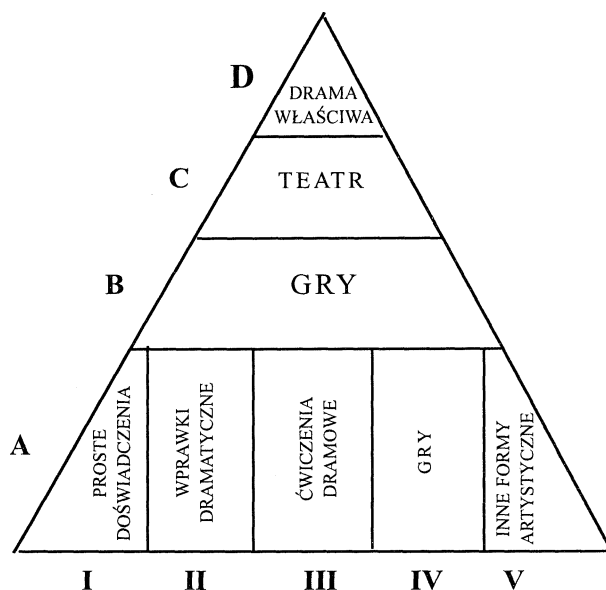 D
DRAMA
WŁAŚCIWA
C
TEATR
B
GRY
A
PROSTE
DOŚWIADCZENIA
WPRAWKI
DRAMATYCZNE
ĆWICZENIA
DRAMOWE
GRY
INNE FORMY
ARTYSTYCZNE
I
II
III
IV
V